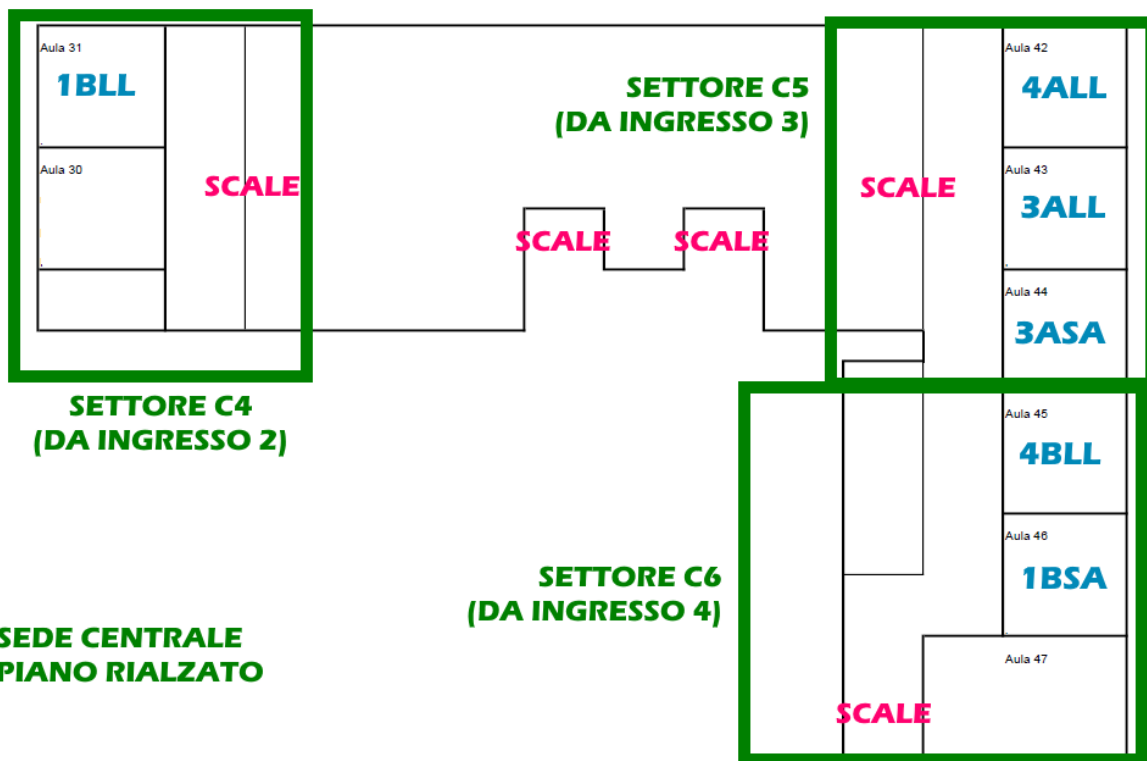 Aula 31
1BLL
Aula 30
SCALE
SETTORE C4
(DA INGRESSO 2)
SETTORE C5
(DA INGRESSO 3)
SCALE
SCALE
SCALE
Aula 42
4ALL
Aula 43
3ALL
Aula 44
3ASA
Aula 45
4BLL
Aula 46
1BSA
Aula 47
SETTORE C6
(DA INGRESSO 4)
SCALE
SEDE CENTRALE
PIANO RIALZATO